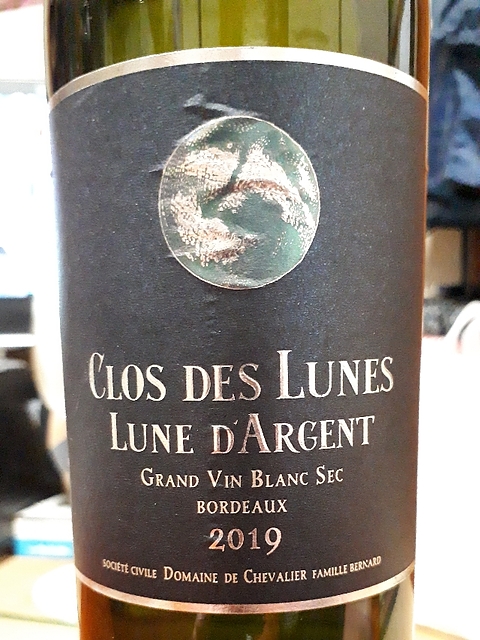 CLOS DES LUNES
LUNE D'ARGENT
GRAND VIN BLANC SEC
BORDEAUX
2019
SOCIÉTÉ CIVILE DOMAINE DE CHEVALIER FAMILLE BERNARD